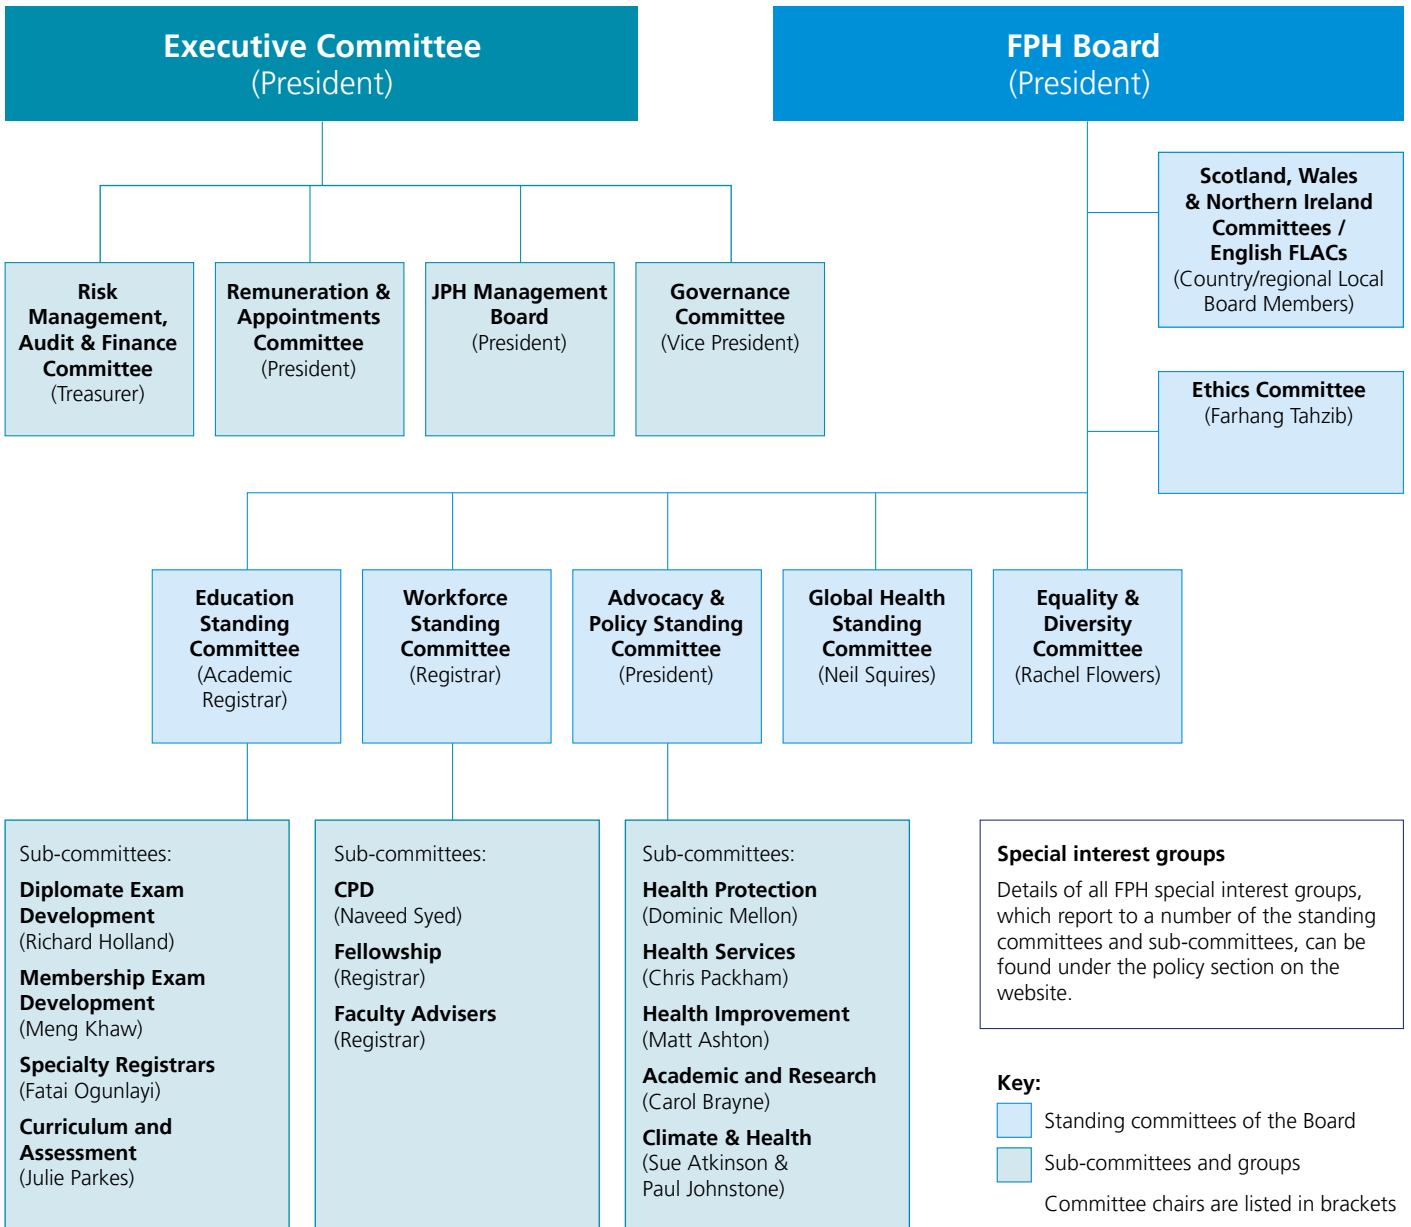 Executive Committee
(President)
FPH Board
(President)
Scotland, Wales
& Northern Ireland
Committees /
English FLACs
(Country/regional Local
Board Members)
Risk
Management,
Audit & Finance
Committee
(Treasurer)
Remuneration &
Appointments
Committee
(President)
JPH Management
Board
(President)
Governance
Committee
(Vice President)
Ethics Committee
(Farhang Tahzib)
Education
Standing
Committee
(Academic
Registrar)
Workforce
Standing
Committee
(Registrar)
Advocacy &
Policy Standing
Committee
(President)
Global Health
Standing
Committee
(Neil Squires)
Equality &
Diversity
Committee
(Rachel Flowers)
Sub-committees:
Diplomate Exam
Development
(Richard Holland)
Membership Exam
Development
(Meng Khaw)
Specialty Registrars
(Fatai Ogunlayi)
Curriculum and
Assessment
(Julie Parkes)
Sub-committees:
CPD
(Naveed Syed)
Fellowship
(Registrar)
Faculty Advisers
(Registrar)
Sub-committees:
Health Protection
(Dominic Mellon)
Health Services
(Chris Packham)
Health Improvement
(Matt Ashton)
Academic and Research
(Carol Brayne)
Climate & Health
(Sue Atkinson &
Paul Johnstone)
Special interest groups
Details of all FPH special interest groups,
which report to a number of the standing
committees and sub-committees, can be
found under the policy section on the
website.
Key:
Standing committees of the Board
Sub-committees and groups
Committee chairs are listed in brackets